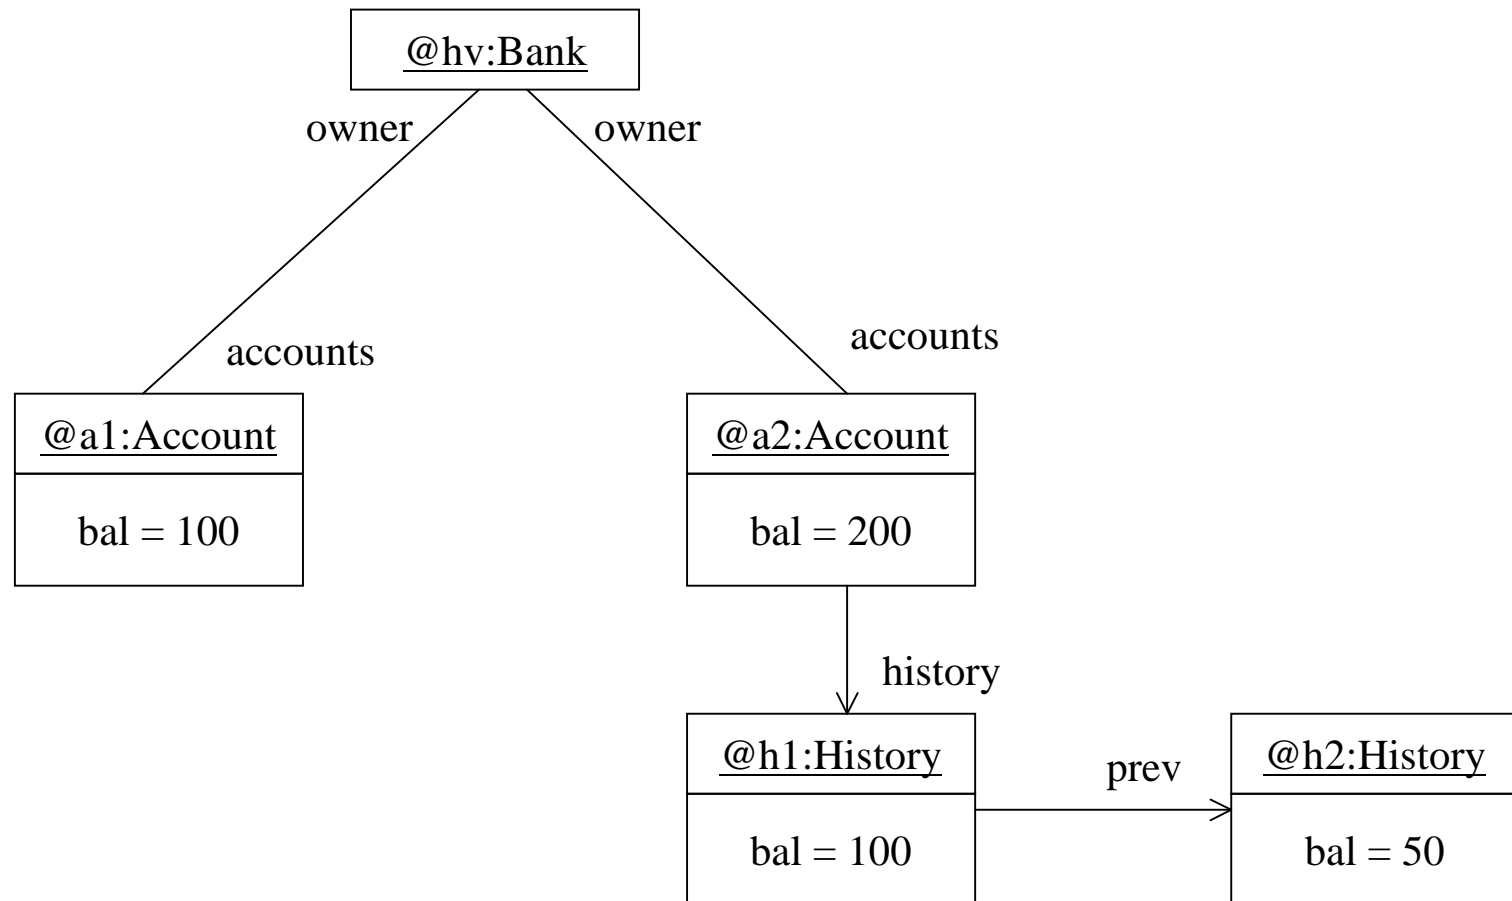 @hv:Bank
owner
owner
accounts
accounts
@a1:Account
bal = 100
@a2:Account
bal = 200
history
@h1:History
bal = 100
prev
@h2:History
bal = 50